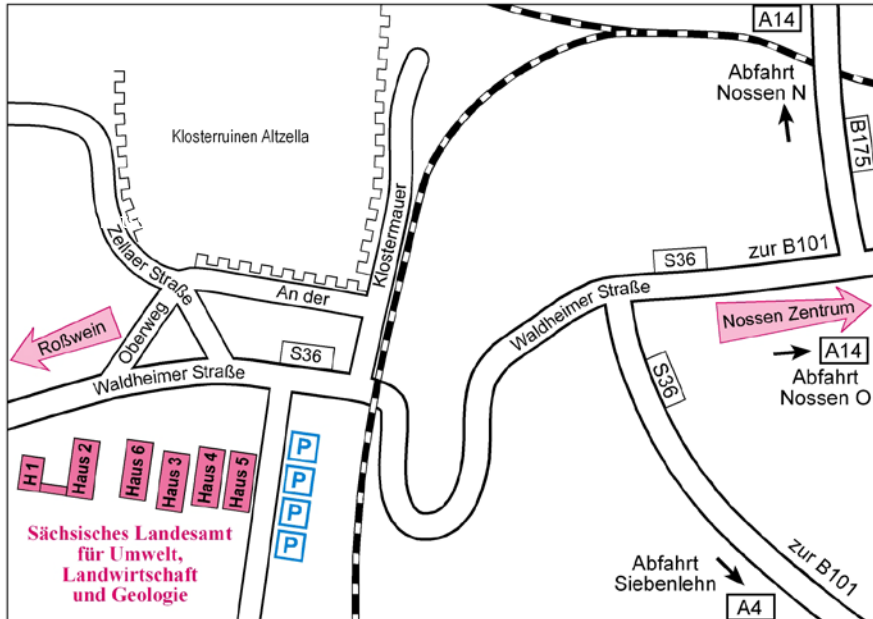 A14
Abfahrt
Nossen N
B175
Klosterruinen Altzella
Klostermauer
An der
Zellaer Straße
zur B101
S36
Waldheimer Straße
Nossen Zentrum
Roßwein
Oberweg
S36
Waldheimer Straße
A14
Abfahrt
Nossen O
S36
H1
Haus 2
Haus 6
Haus 3
Haus 4
Haus 5
P
P
P
P
Sächsisches Landesamt
für Umwelt,
Landwirtschaft
und Geologie
Abfahrt
Siebenlehn
zur B101
A4